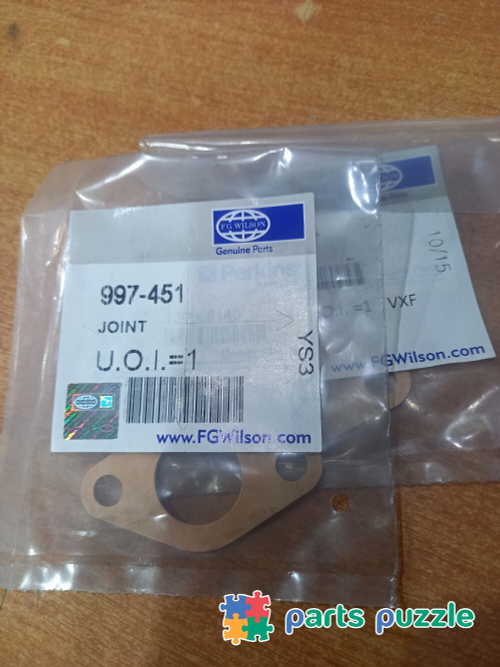 FG WILSON
Genuine Parts
997-451
JOINT
U.O.I.=1
YS3
www.FGWilson.com
Perkins
10/15
U.O.I.=1 VXF
www.FGWilson.com
parts puzzle